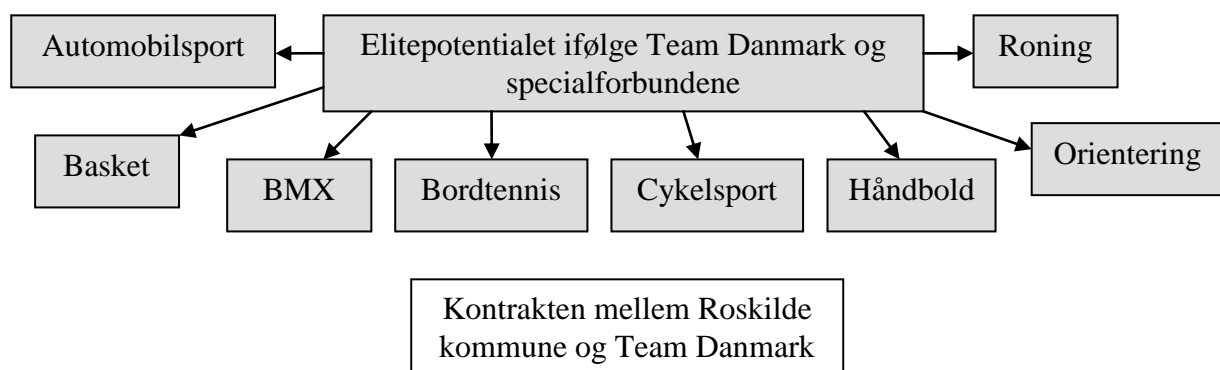 Automobilsport
Elitepotentialet ifølge Team Danmark og
specialforbundene
Roning
Basket
BMX
Bordtennis
Cykelsport
Håndbold
Orientering
Kontrakten mellem Roskilde
kommune og Team Danmark